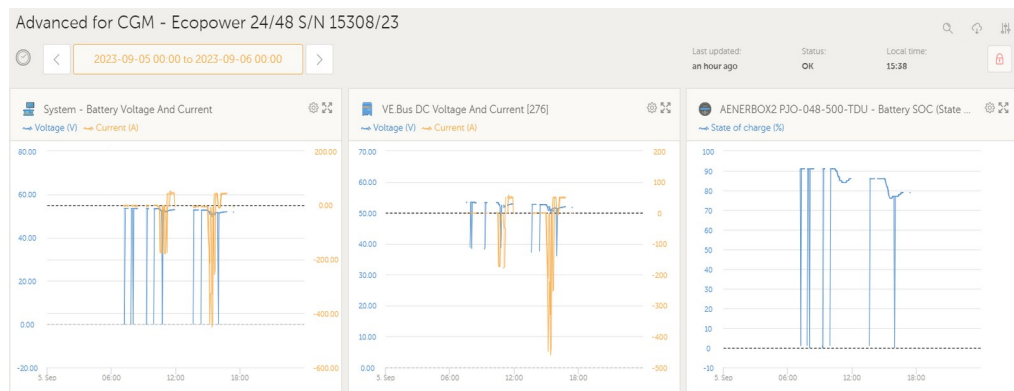 Advanced for CGM - Ecopower 24/48 S/N 15308/23
2023-09-05 00:00 to 2023-09-06 00:00
Last updated:
an hour ago
Status:
OK
Local time:
15:38
System - Battery Voltage And Current
Voltage (V) Current (A)
80.00 200.00
60.00 0.00
40.00 -200.00
20.00
0.00 -400.00
-20.00 -600.00
5. Sep 06:00 12:00 18:00
VE.Bus DC Voltage And Current [276]
Voltage (V) Current (A)
70.00 200
60.00 100
50.00 0
40.00 -100
30.00 -200
20.00 -300
10.00 -400
0.00 -500
5. Sep 06:00 12:00 18:00
AENERBOX2 PJO-048-500-TDU - Battery SOC (State ...
State of charge (%)
100
90
80
70
60
50
40
30
20
10
0
-10
5. Sep 06:00 12:00 18:00